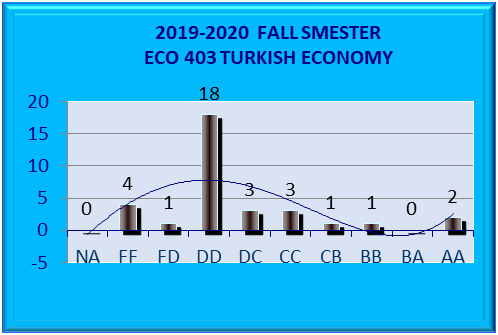 2019-2020 FALL SMESTER
ECO 403 TURKISH ECONOMY
20
15
10
5
0
-5
0 4 1 18 3 3 1 1 0 2
NA FF FD DD DC CC CB BB BA AA